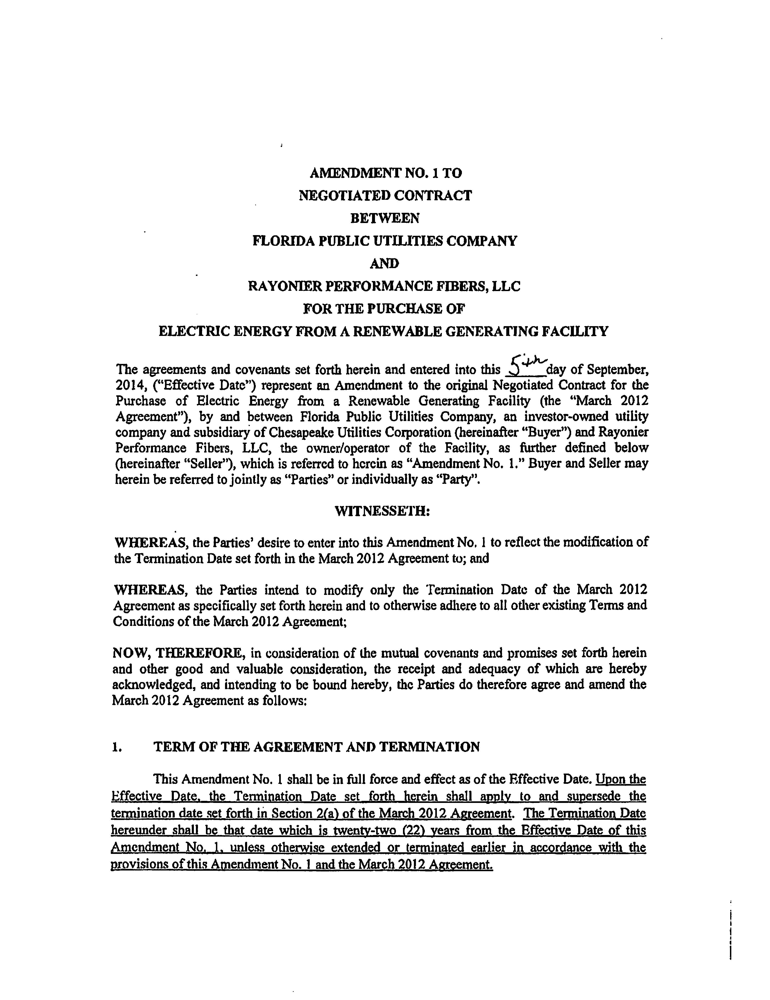 AMENDMENT NO. 1 TO
NEGOTIATED CONTRACT
BETWEEN
FLORIDA PUBLIC UTILITIES COMPANY
AND
RAYONIER PERFORMANCE FIBERS, LLC
FOR THE PURCHASE OF
ELECTRIC ENERGY FROM A RENEWABLE GENERATING FACILITY
The agreements and covenants set forth herein and entered into this 5th day of September,
2014, (“Effective Date”) represent an Amendment to the original Negotiated Contract for the
Purchase of Electric Energy from a Renewable Generating Facility (the “March 2012
Agreement”), by and between Florida Public Utilities Company, an investor-owned utility
company and subsidiary of Chesapeake Utilities Corporation (hereinafter “Buyer”) and Rayonier
Performance Fibers, LLC, the owner/operator of the Facility, as further defined below
(hereinafter “Seller”), which is referred to herein as “Amendment No. 1.” Buyer and Seller may
herein be referred to jointly as “Parties” or individually as “Party”.
WITNESSETH:
WHEREAS, the Parties’ desire to enter into this Amendment No. 1 to reflect the modification of
the Termination Date set forth in the March 2012 Agreement to; and
WHEREAS, the Parties intend to modify only the Termination Date of the March 2012
Agreement as specifically set forth herein and to otherwise adhere to all other existing Terms and
Conditions of the March 2012 Agreement;
NOW, THEREFORE, in consideration of the mutual covenants and promises set forth herein
and other good and valuable consideration, the receipt and adequacy of which are hereby
acknowledged, and intending to be bound hereby, the Parties do therefore agree and amend the
March 2012 Agreement as follows:
1. TERM OF THE AGREEMENT AND TERMINATION
This Amendment No. 1 shall be in full force and effect as of the Effective Date. Upon the
Effective Date, the Termination Date set forth herein shall apply to and supersede the
termination date set forth in Section 2(a) of the March 2012 Agreement. The Termination Date
hereunder shall be that date which is twenty-two (22) years from the Effective Date of this
Amendment No. 1, unless otherwise extended or terminated earlier in accordance with the
provisions of this Amendment No. 1 and the March 2012 Agreement.